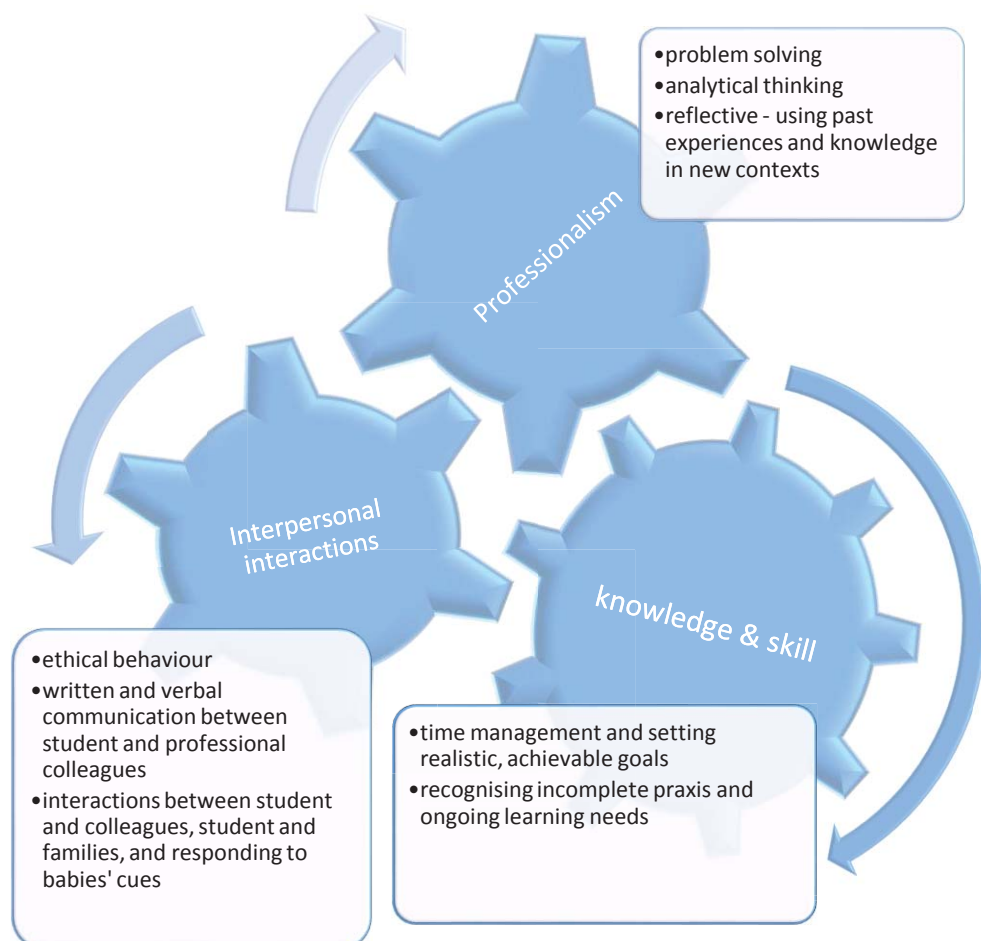 •problem solving
•analytical thinking
•reflective - using past
experiences and knowledge
in new contexts
Professionalism
Interpersonal
interactions
knowledge & skill
•ethical behaviour
•written and verbal
communication between
student and professional
colleagues
•interactions between student
and colleagues, student and
families, and responding to
babies' cues
•time management and setting
realistic, achievable goals
•recognising incomplete praxis and
ongoing learning needs